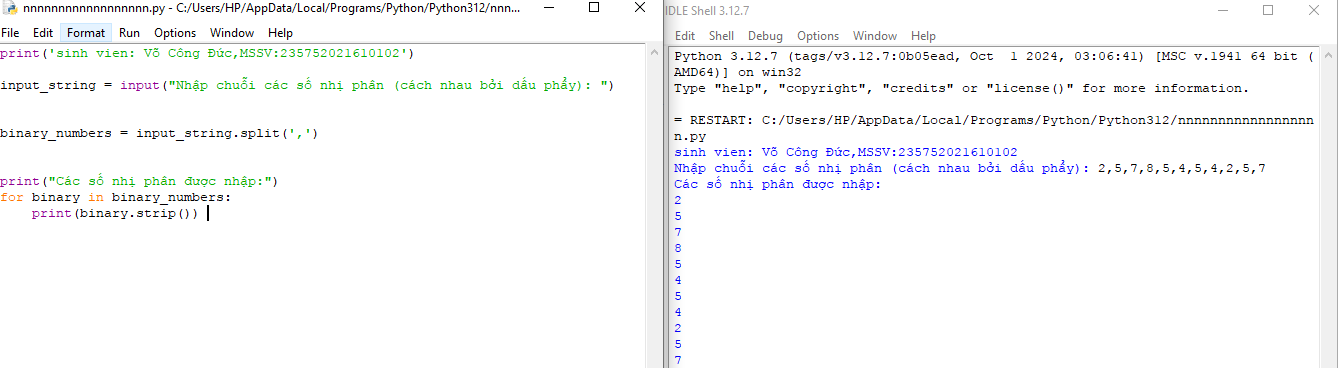 nnnnnnnnnnnnnnnnnn.py - C:/Users/HP/AppData/Local/Programs/Python/Python312/nnn...
File Edit Format Run Options Window Help
print('sinh vien: Võ Công Đức,MSSV:235752021610102')
input_string = input("Nhập chuỗi các số nhị phân (cách nhau bởi dấu phẩy): ")
binary_numbers = input_string.split(',')
print("Các số nhị phân được nhập:")
for binary in binary_numbers:
    print(binary.strip())
IDLE Shell 3.12.7
Edit Shell Debug Options Window Help
Python 3.12.7 (tags/v3.12.7:0b05ead, Oct  1 2024, 03:06:41) [MSC v.1941 64 bit (
AMD64)] on win32
Type "help", "copyright", "credits" or "license()" for more information.
= RESTART: C:/Users/HP/AppData/Local/Programs/Python/Python312/nnnnnnnnnnnnnnnnn
n.py
sinh vien: Võ Công Đức,MSSV:235752021610102
Nhập chuỗi các số nhị phân (cách nhau bởi dấu phẩy): 2,5,7,8,5,4,5,4,2,5,7
Các số nhị phân được nhập:
2
5
7
8
5
4
5
4
2
5
7